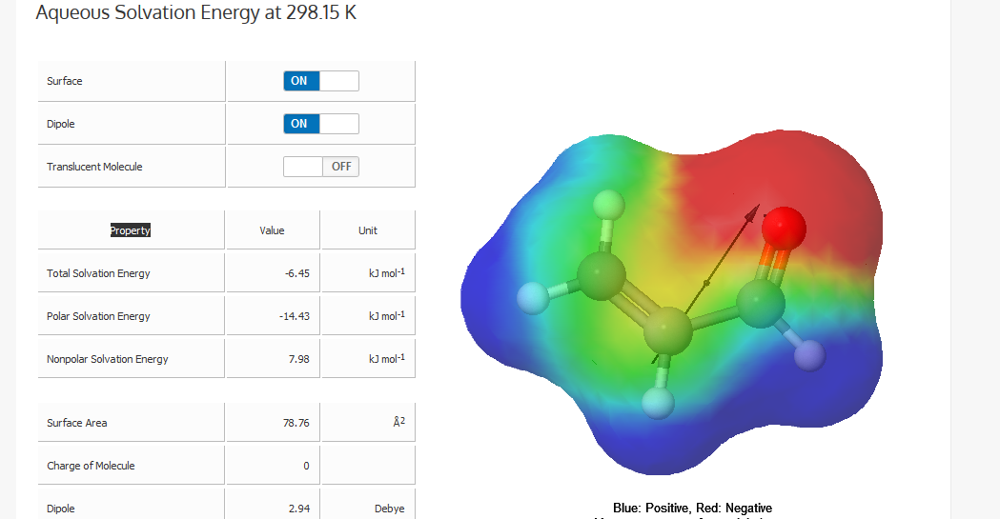 Aqueous Solvation Energy at 298.15 K
Surface ON
Dipole ON
Translucent Molecule OFF
Property Value Unit
Total Solvation Energy -6.45 kJ mol-1
Polar Solvation Energy -14.43 kJ mol-1
Nonpolar Solvation Energy 7.98 kJ mol-1
Surface Area 78.76 Å2
Charge of Molecule 0
Dipole 2.94 Debye
Blue: Positive, Red: Negative